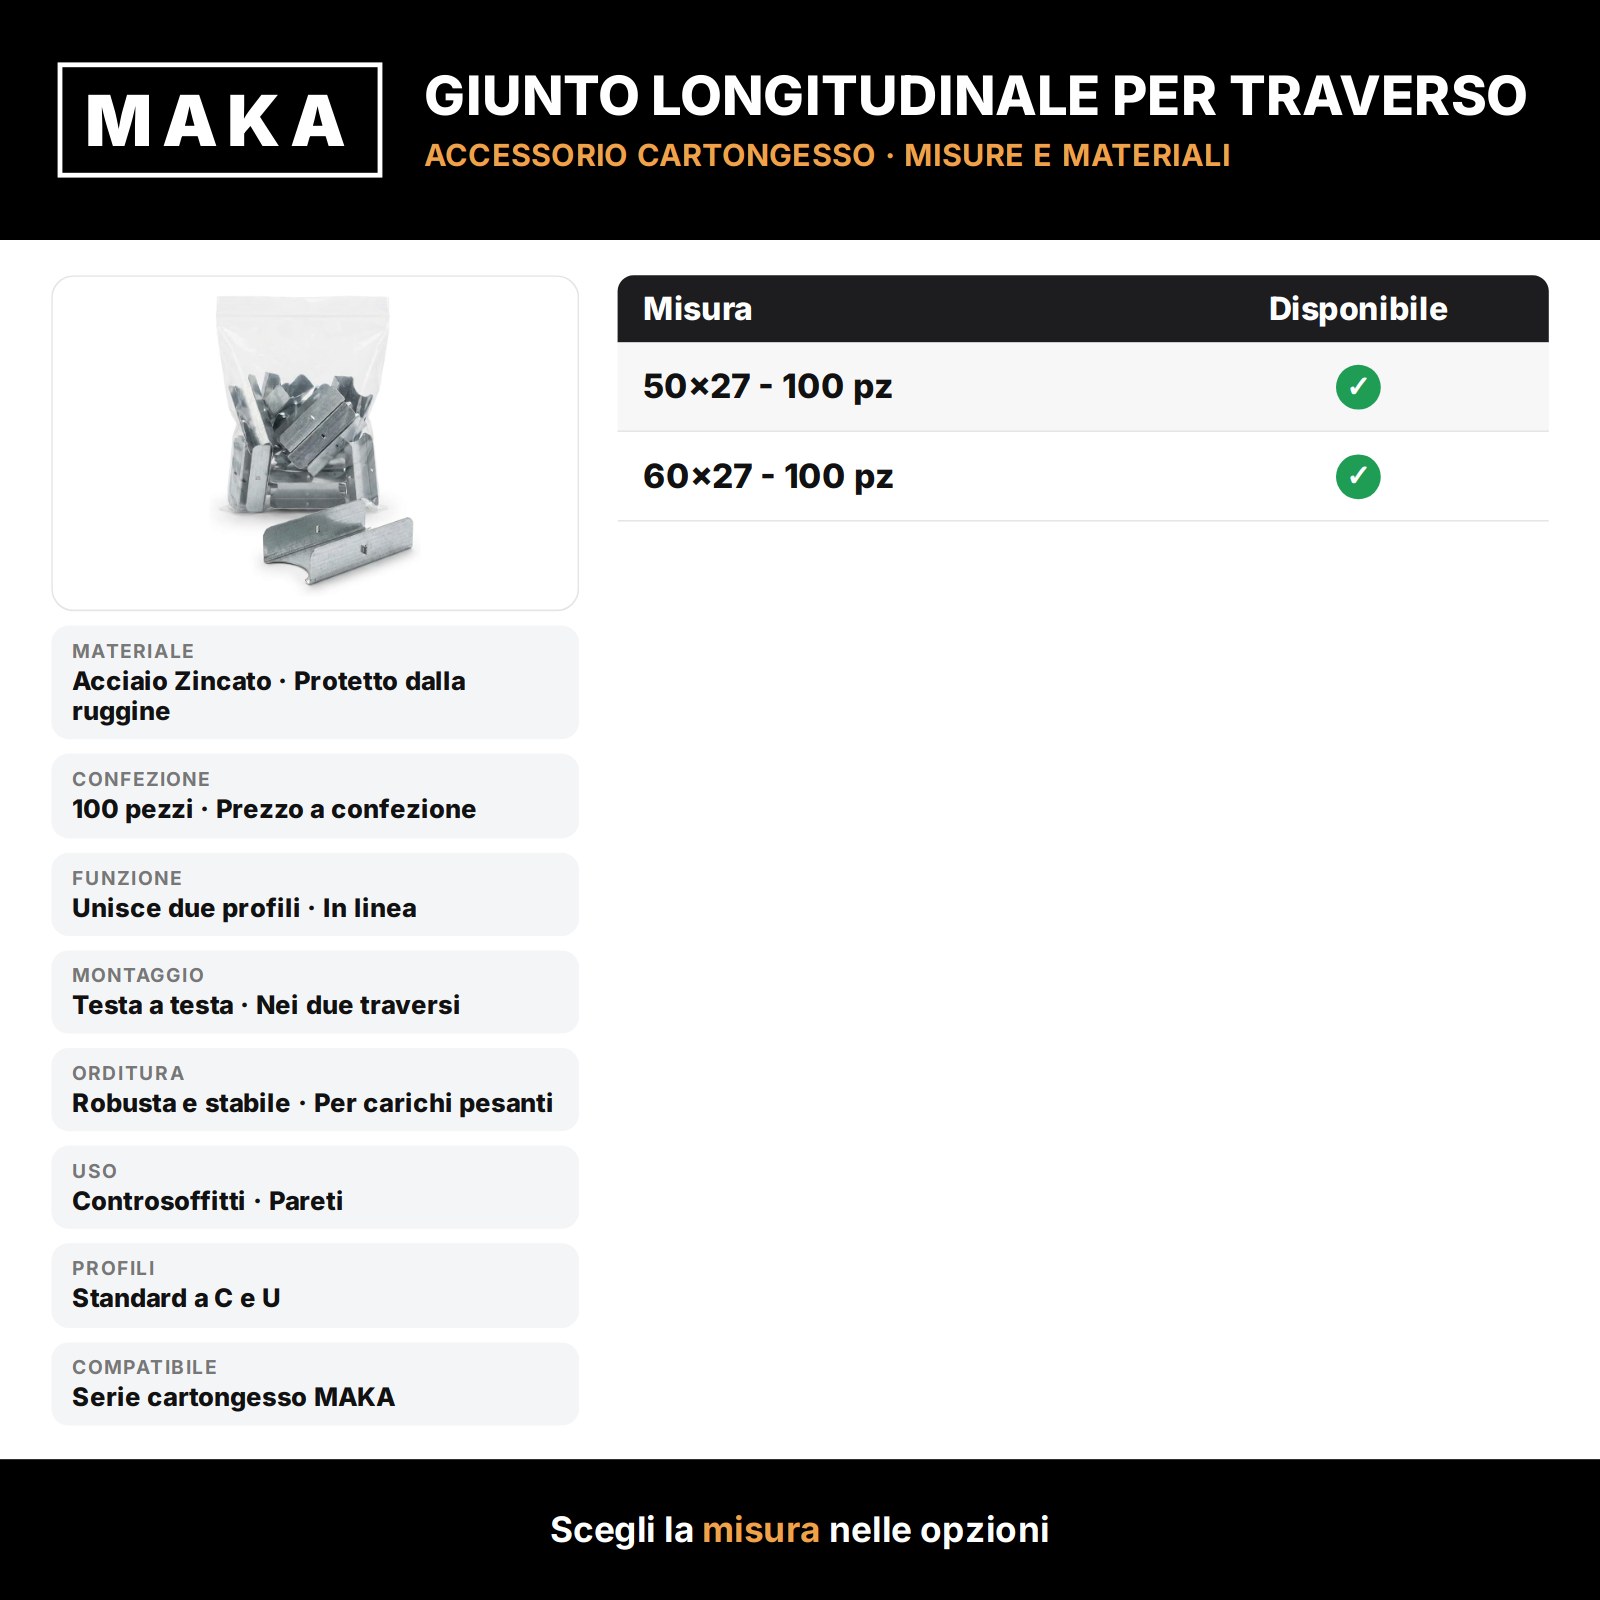 MAKA
GIUNTO LONGITUDINALE PER TRAVERSO
ACCESSORIO CARTONGESSO · MISURE E MATERIALI
Misura Disponibile
50×27 - 100 pz ✓
60×27 - 100 pz ✓
MATERIALE
Acciaio Zincato · Protetto dalla
ruggine
CONFEZIONE
100 pezzi · Prezzo a confezione
FUNZIONE
Unisce due profili · In linea
MONTAGGIO
Testa a testa · Nei due traversi
ORDITURA
Robusta e stabile · Per carichi pesanti
USO
Controsoffitti · Pareti
PROFILI
Standard a C e U
COMPATIBILE
Serie cartongesso MAKA
Scegli la misura nelle opzioni